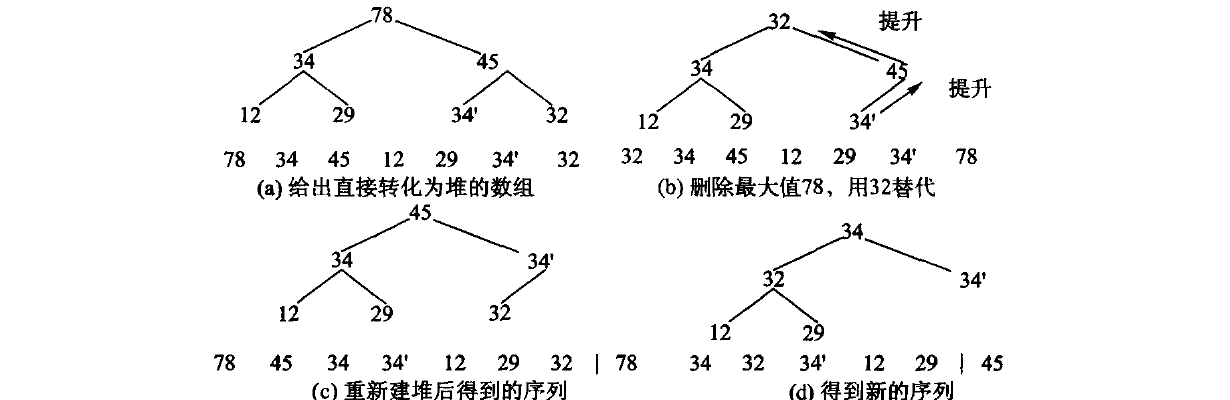 78
34 45
12 29 34' 32
78 34 45 12 29 34' 32
(a) 给出直接转化为堆的数组
32 提升
34 45 提升
12 29 34'
32 34 45 12 29 34' 78
(b) 删除最大值78，用32替代
45
34 34'
12 29 32
78 45 34 34' 12 29 32 |
(c) 重新建堆后得到的序列
34
32 34'
12 29
78 34 32 34' 12 29 | 45
(d) 得到新的序列